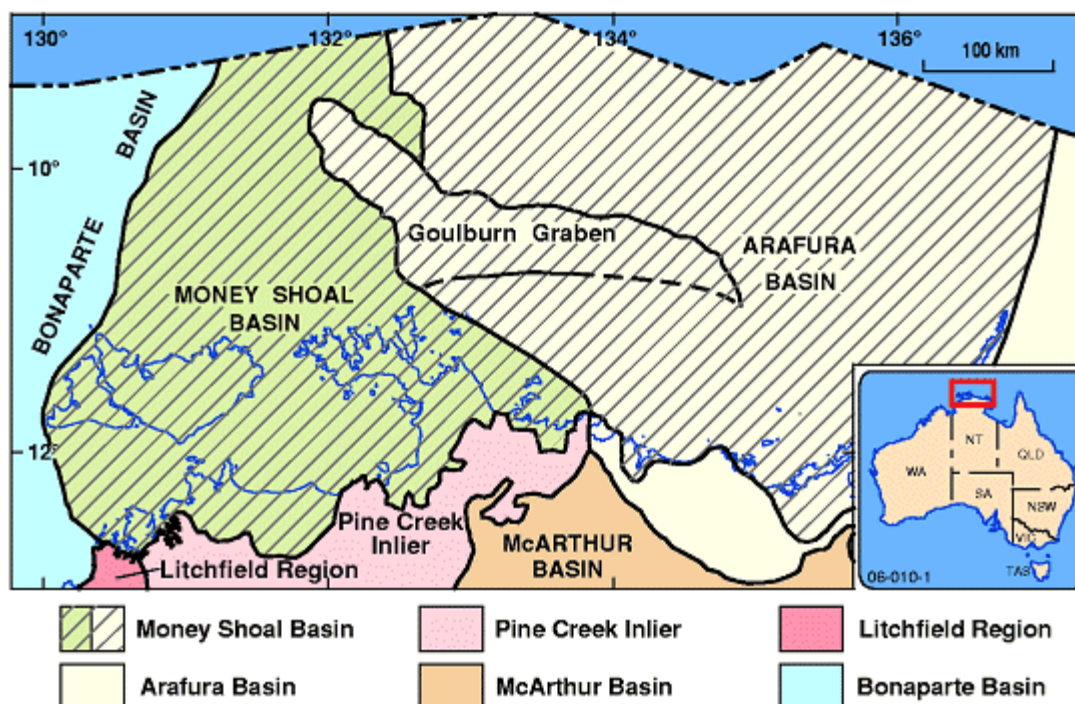 130°
132°
134°
136°
100 km
BONAPARTE BASIN
10°
Goulburn Graben
ARAFURA
BASIN
MONEY SHOAL
BASIN
12°
Pine Creek
Inlier
McARTHUR
BASIN
Litchfield Region
NT
QLD
WA
SA
NSW
VIC
TAS
06-010-1
Money Shoal Basin
Pine Creek Inlier
Litchfield Region
Arafura Basin
McArthur Basin
Bonaparte Basin